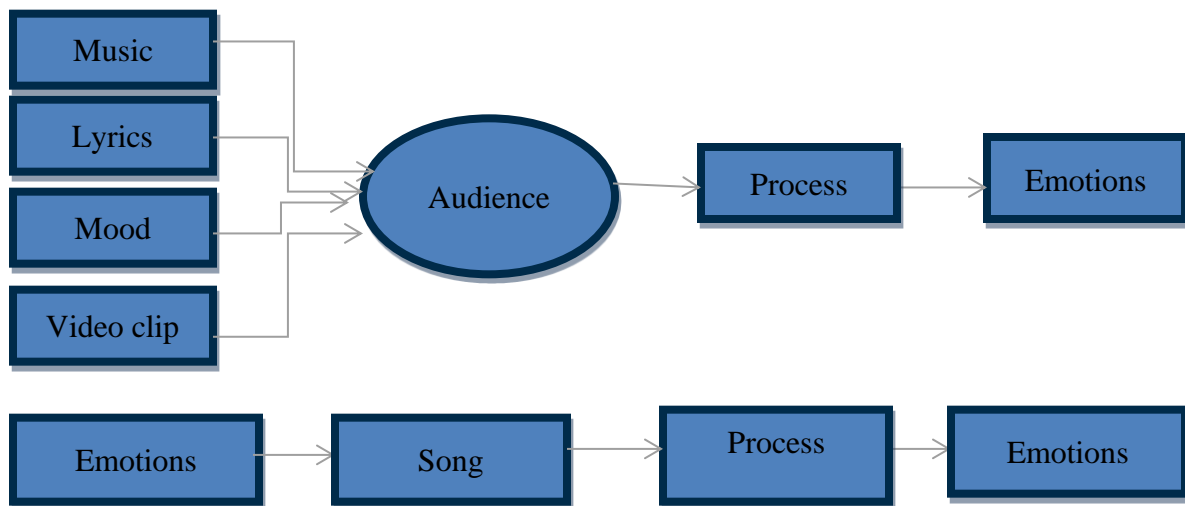 Music
Lyrics
Mood
Video clip
Audience
Process
Emotions
Emotions
Song
Process
Emotions